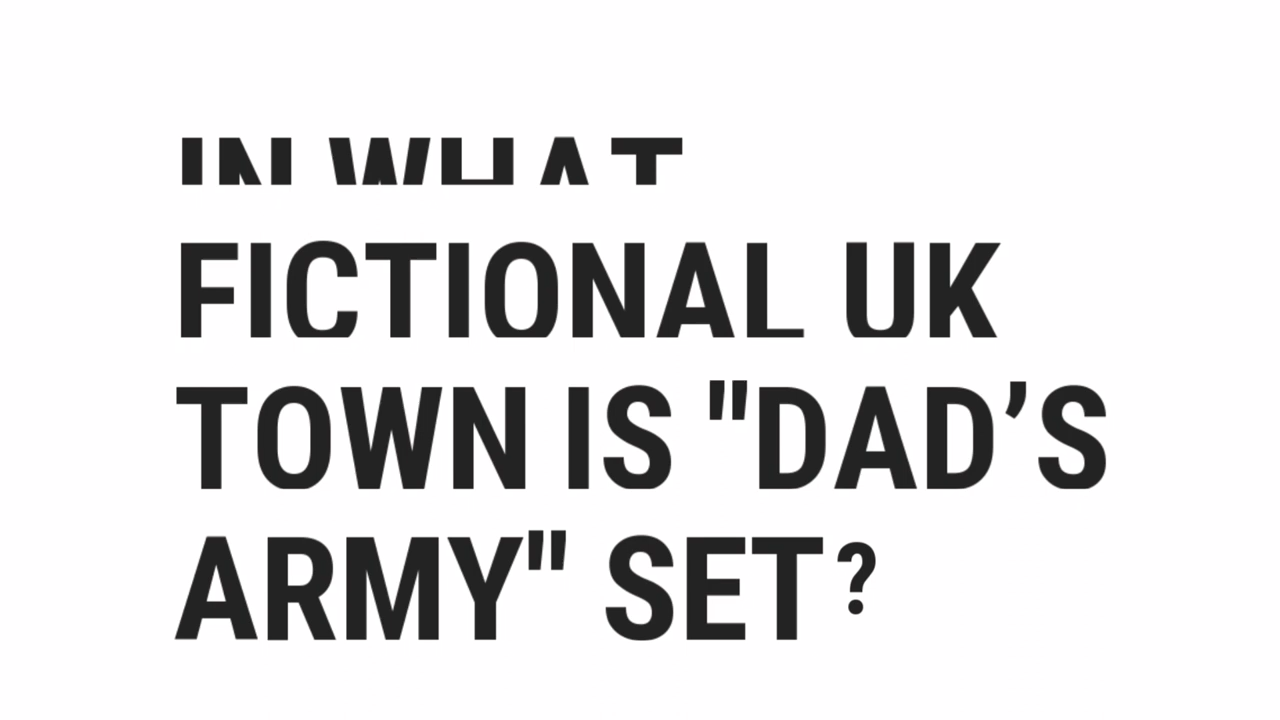 IN WHAT
FICTIONAL UK
TOWN IS "DAD’S
ARMY" SET?